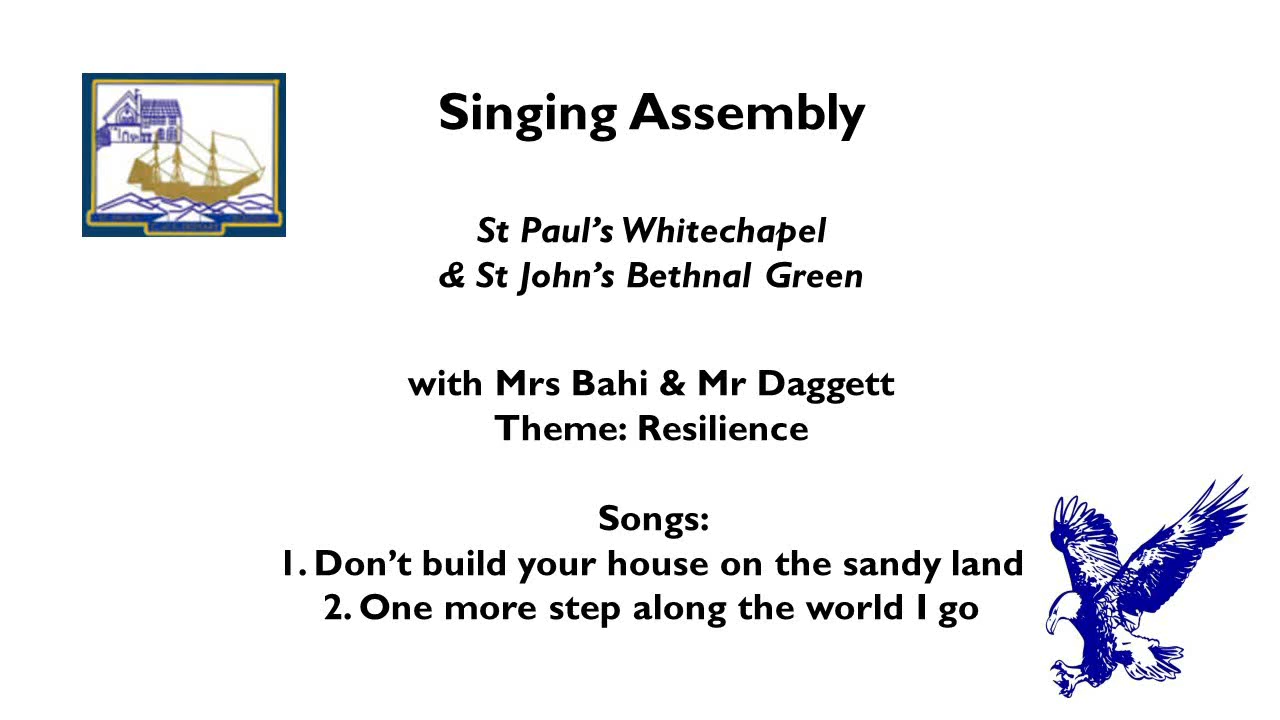 Singing Assembly
St Paul’s Whitechapel
& St John’s Bethnal Green
with Mrs Bahi & Mr Daggett
Theme: Resilience
Songs:
1. Don’t build your house on the sandy land
2. One more step along the world I go